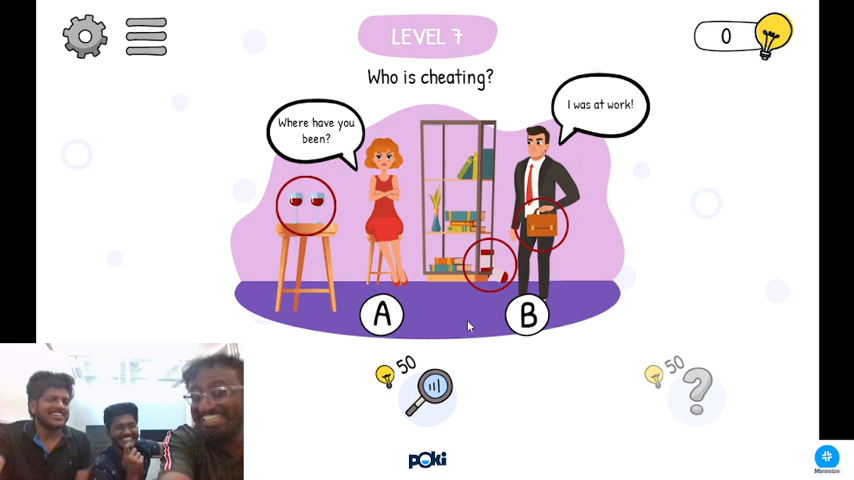 LEVEL 7
0
Who is cheating?
Where have you
been?
I was at work!
A
B
50
50
poki
Minimize